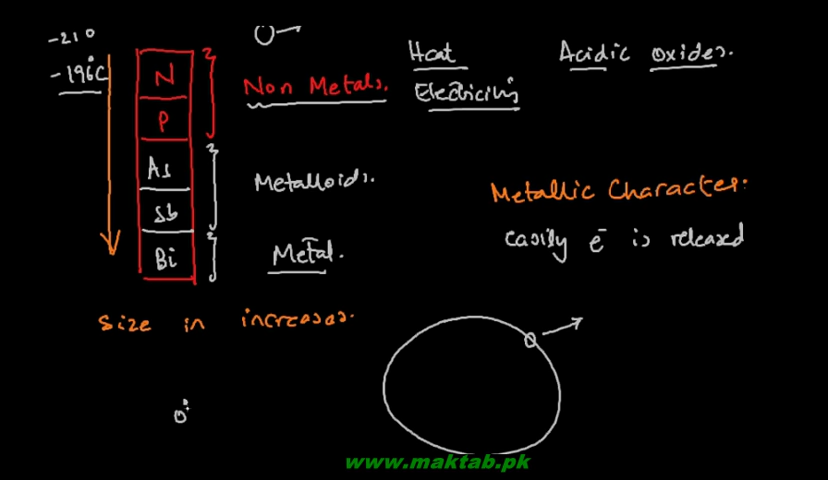 -210
-196°C
N
P
As
Sb
Bi
Non Metals.
Metalloids.
Metal.
Heat
Electricity
Acidic oxides.
Metallic Character.
easily e⁻ is released
Size in increases.
www.maktab.pk